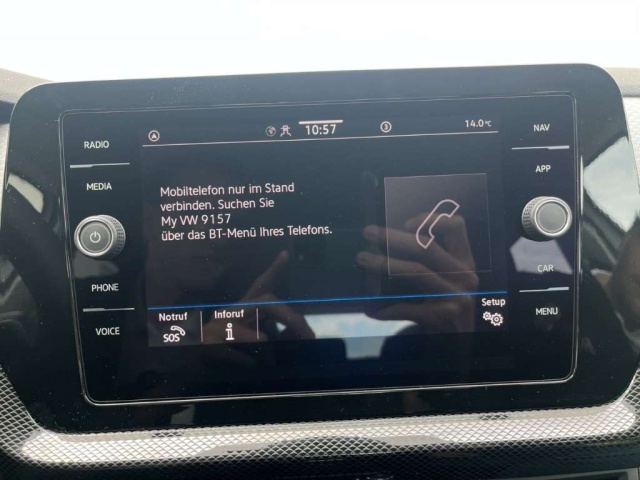 RADIO
MEDIA
PHONE
VOICE
10:57
3
14.0°C
Mobiltelefon nur im Stand
verbinden. Suchen Sie
My VW 9157
über das BT-Menü Ihres Telefons.
Notruf
SOS
Inforuf
i
Setup
NAV
APP
CAR
MENU